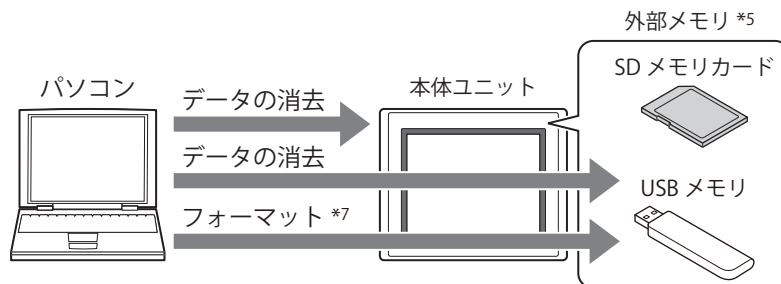 外部メモリ *5
パソコン
本体ユニット
SD メモリカード
データの消去
データの消去
USB メモリ
フォーマット *7